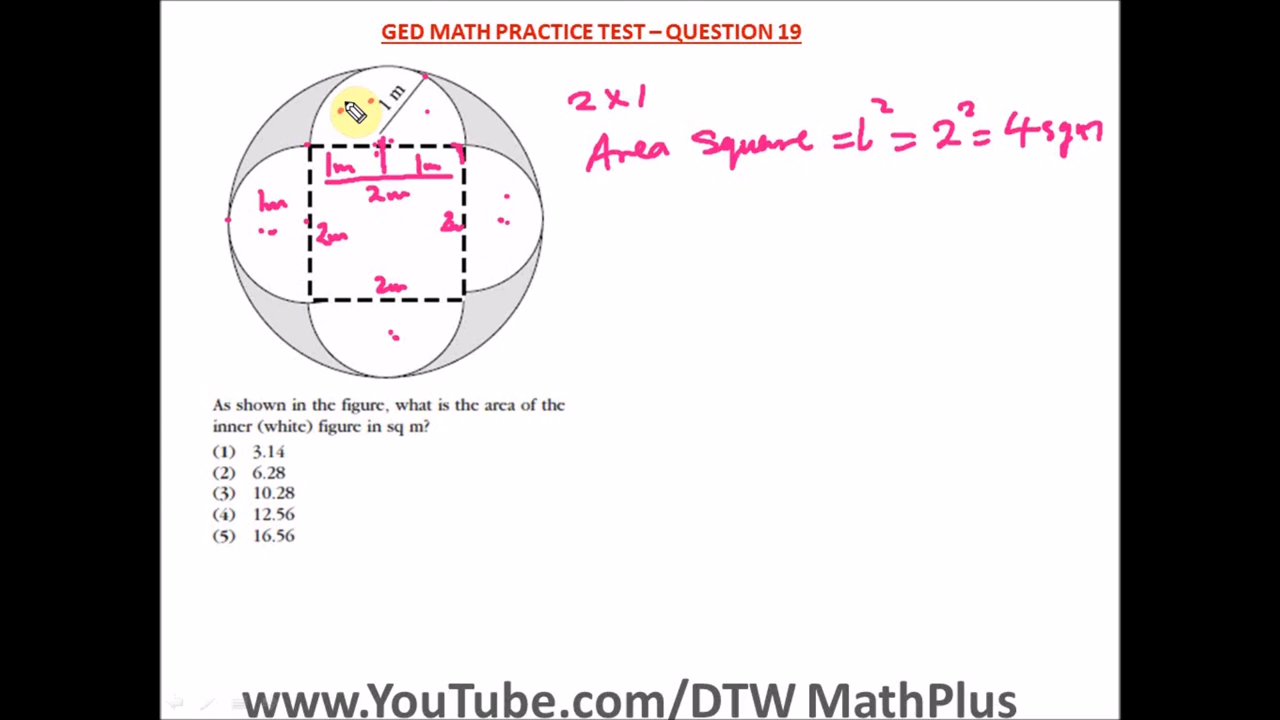 GED MATH PRACTICE TEST – QUESTION 19
1 m
2 x 1
Area Square = l² = 2² = 4 sqm
1m 1m
2m
1m
2m
2m
As shown in the figure, what is the area of the
inner (white) figure in sq m?
(1) 3.14
(2) 6.28
(3) 10.28
(4) 12.56
(5) 16.56
www.YouTube.com/DTW MathPlus